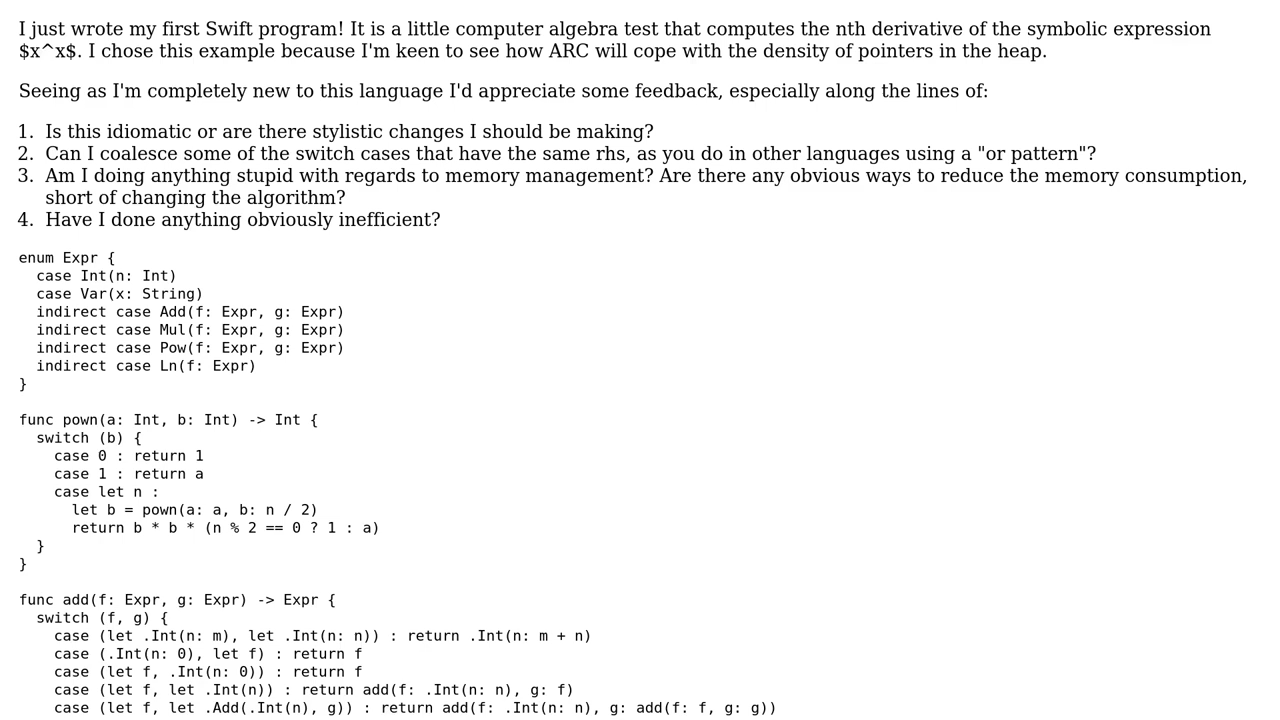 I just wrote my first Swift program! It is a little computer algebra test that computes the nth derivative of the symbolic expression
$x^x$. I chose this example because I'm keen to see how ARC will cope with the density of pointers in the heap.
Seeing as I'm completely new to this language I'd appreciate some feedback, especially along the lines of:
1. Is this idiomatic or are there stylistic changes I should be making?
2. Can I coalesce some of the switch cases that have the same rhs, as you do in other languages using a "or pattern"?
3. Am I doing anything stupid with regards to memory management? Are there any obvious ways to reduce the memory consumption,
short of changing the algorithm?
4. Have I done anything obviously inefficient?
enum Expr {
  case Int(n: Int)
  case Var(x: String)
  indirect case Add(f: Expr, g: Expr)
  indirect case Mul(f: Expr, g: Expr)
  indirect case Pow(f: Expr, g: Expr)
  indirect case Ln(f: Expr)
}
func pown(a: Int, b: Int) -> Int {
  switch (b) {
    case 0 : return 1
    case 1 : return a
    case let n :
      let b = pown(a: a, b: n / 2)
      return b * b * (n % 2 == 0 ? 1 : a)
  }
}
func add(f: Expr, g: Expr) -> Expr {
  switch (f, g) {
    case (let .Int(n: m), let .Int(n: n)) : return .Int(n: m + n)
    case (.Int(n: 0), let f) : return f
    case (let f, .Int(n: 0)) : return f
    case (let f, let .Int(n)) : return add(f: .Int(n: n), g: f)
    case (let f, let .Add(.Int(n), g)) : return add(f: .Int(n: n), g: add(f: f, g: g))